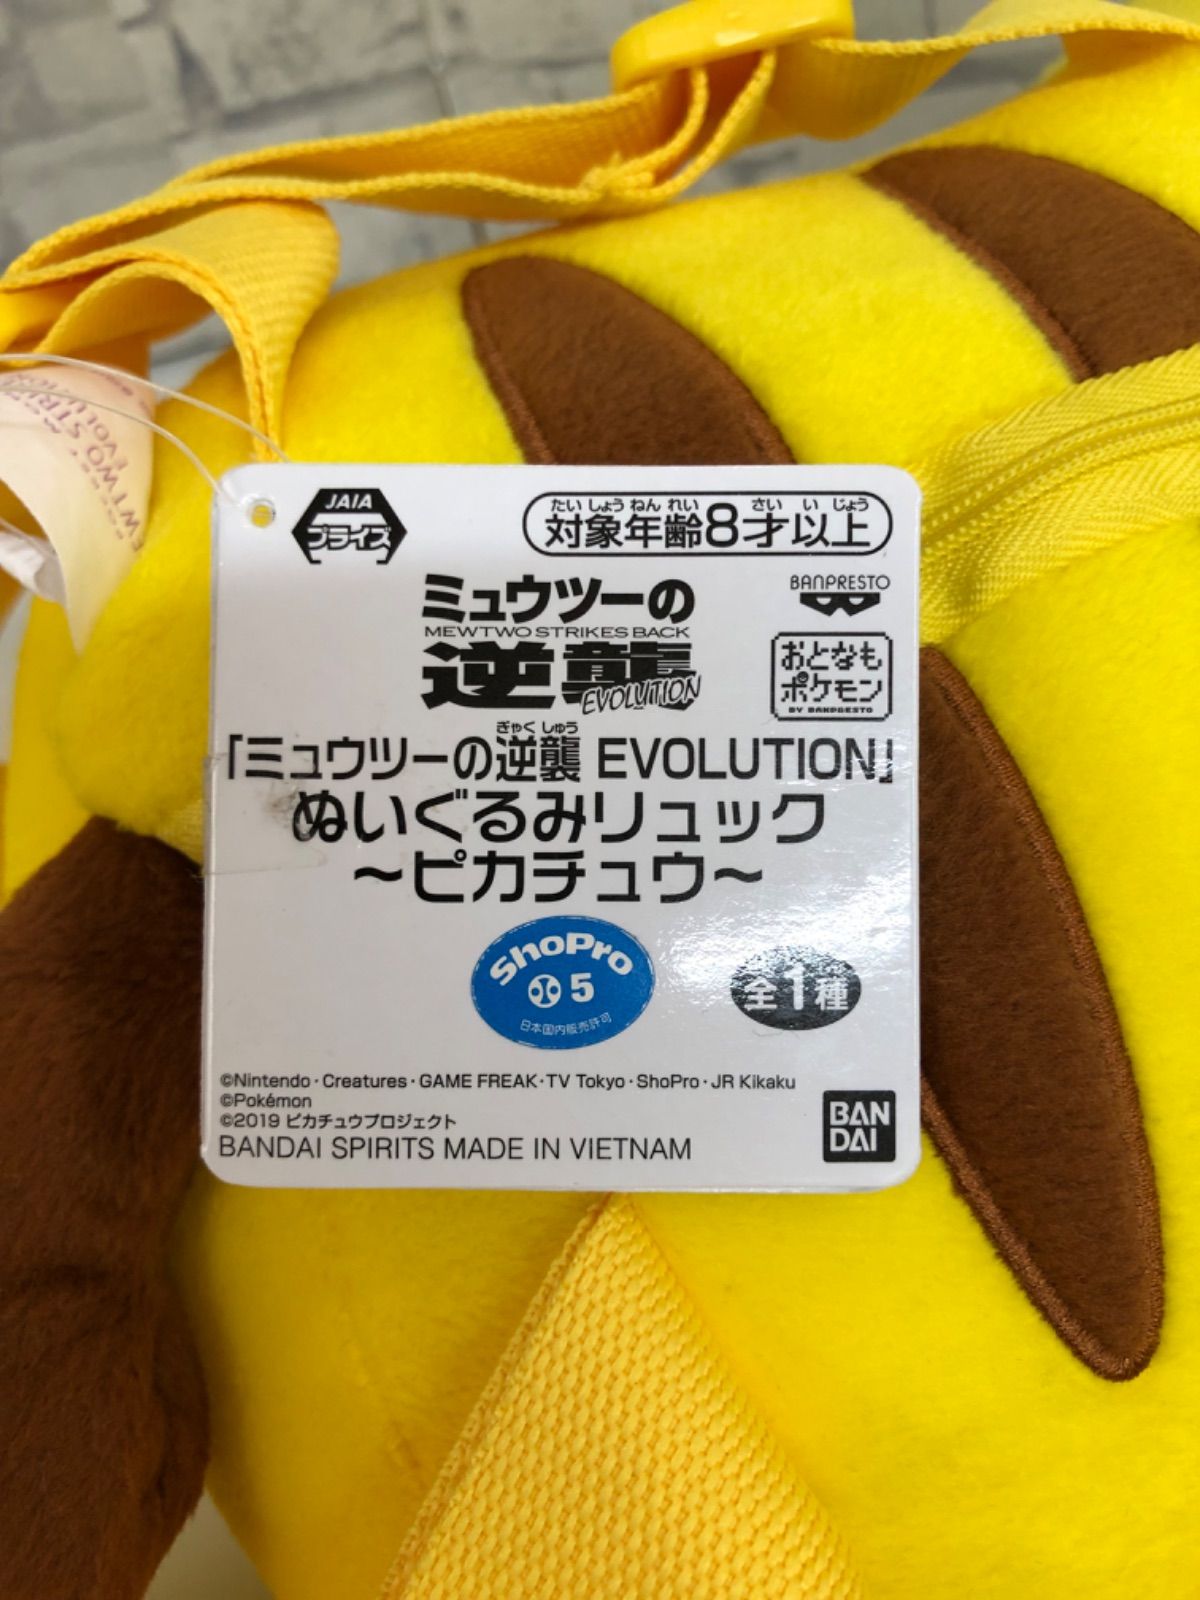 JAIA
プライズ
たいしょうねんれい さい いじょう
対象年齢8才以上
ミュウツーの
MEWTWO STRIKES BACK
逆襲
EVOLUTION
BANPRESTO
おとなも
ポケモン
BY BANPRESTO
ぎゃくしゅう
「ミュウツーの逆襲 EVOLUTION」
ぬいぐるみリュック
～ピカチュウ～
ShoPro
5
日本国内販売許可
全1種
©Nintendo・Creatures・GAME FREAK・TV Tokyo・ShoPro・JR Kikaku
©Pokémon
©2019 ピカチュウプロジェクト
BANDAI SPIRITS MADE IN VIETNAM
BAN
DAI